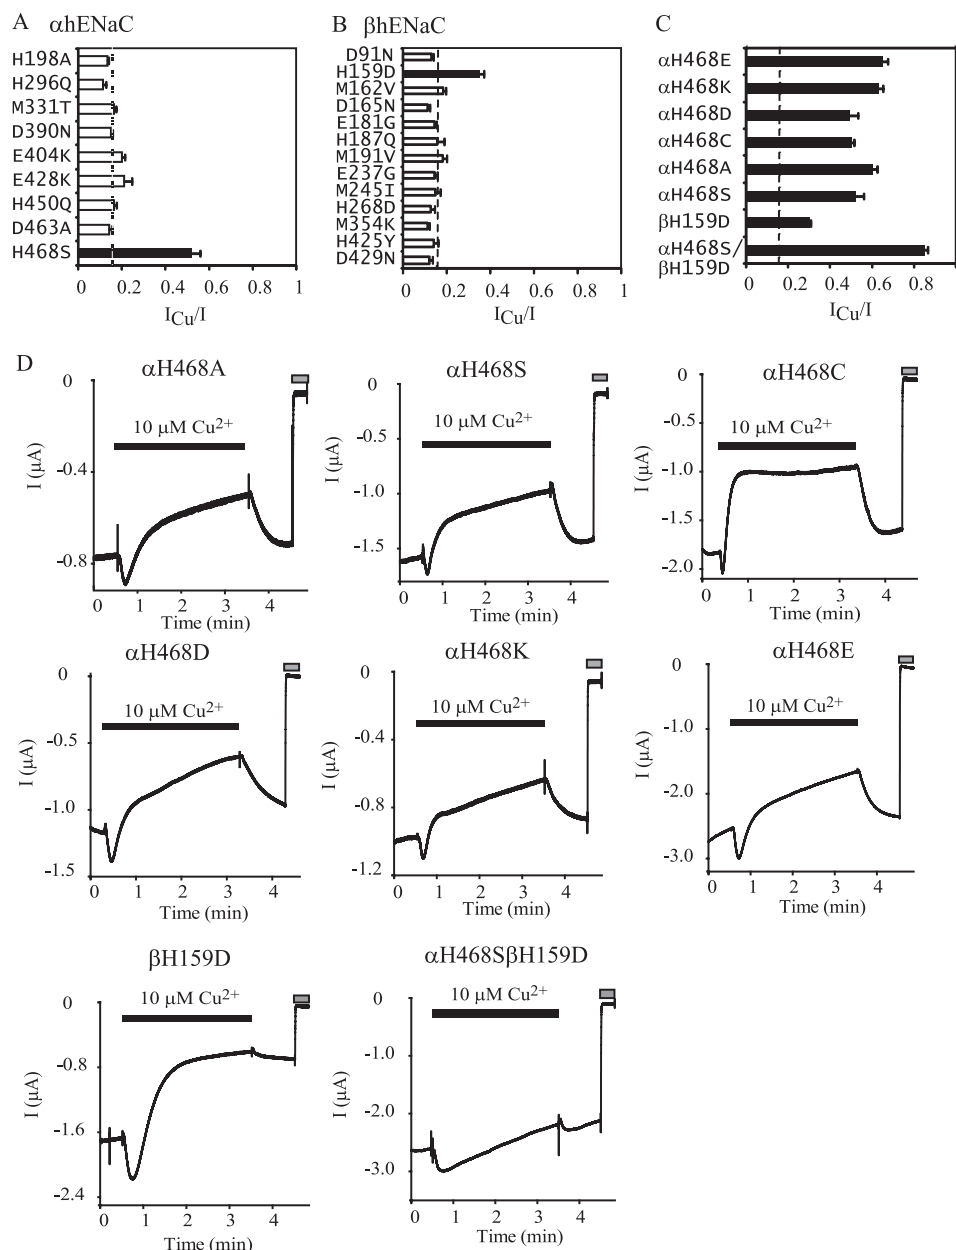 A αhENaC
H198A
H296Q
M331T
D390N
E404K
E428K
H450Q
D463A
H468S
0 0.2 0.4 0.6 0.8 1
ICu/I
B βhENaC
D91N
H159D
M162V
D165N
E181G
H187Q
M191V
E237G
M245I
H268D
M354K
H425Y
D429N
0 0.2 0.4 0.6 0.8 1
ICu/I
C
αH468E
αH468K
αH468D
αH468C
αH468A
αH468S
βH159D
αH468S/
βH159D
0 0.2 0.4 0.6 0.8 1
ICu/I
D
αH468A
10 µM Cu2+
I (µA)
0
-0.4
-0.8
0 1 2 3 4
Time (min)
αH468S
10 µM Cu2+
I (µA)
0
-0.5
-1.0
-1.5
0 1 2 3 4
Time (min)
αH468C
10 µM Cu2+
I (µA)
0
-0.5
-1.0
-1.5
-2.0
0 1 2 3 4
Time (min)
αH468D
10 µM Cu2+
I (µA)
0
-0.5
-1.0
-1.5
0 1 2 3 4
Time (min)
αH468K
10 µM Cu2+
I (µA)
0
-0.4
-0.8
-1.2
0 1 2 3 4
Time (min)
αH468E
10 µM Cu2+
I (µA)
0
-1.0
-2.0
-3.0
0 1 2 3 4
Time (min)
βH159D
10 µM Cu2+
I (µA)
0
-0.8
-1.6
-2.4
0 1 2 3 4
Time (min)
αH468SβH159D
10 µM Cu2+
I (µA)
0
-1.0
-2.0
-3.0
0 1 2 3 4
Time (min)